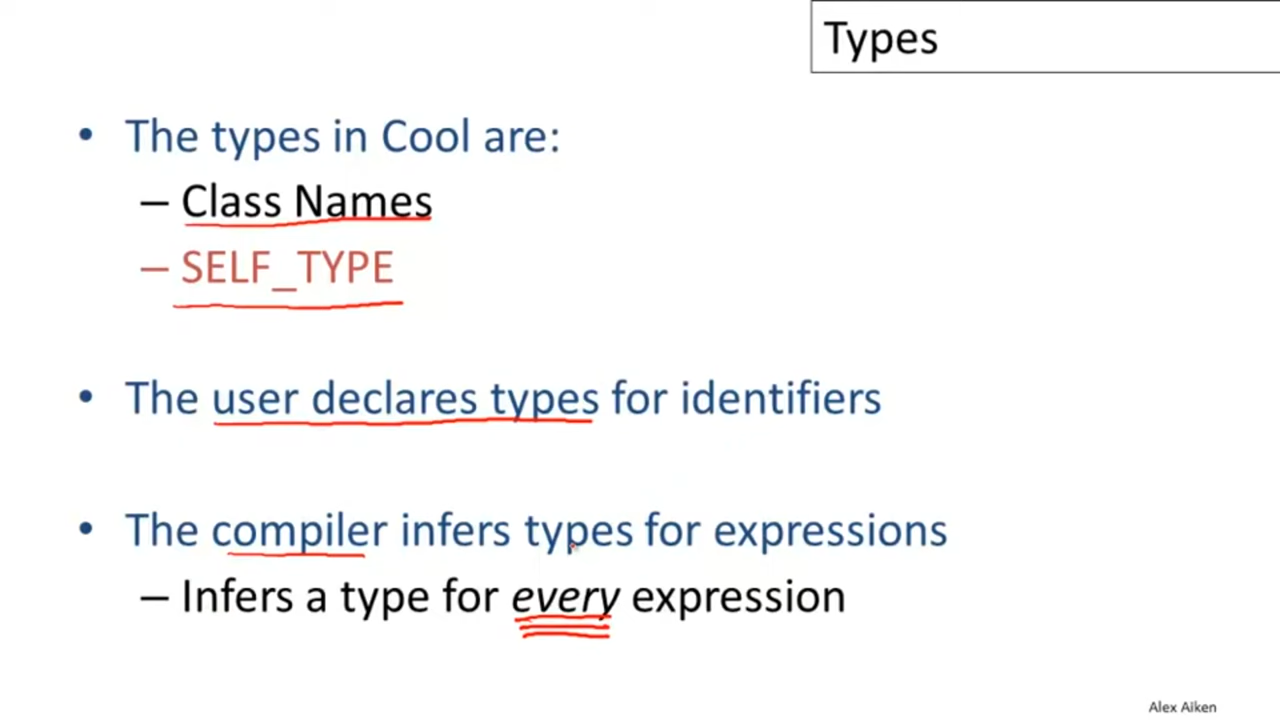 Types
• The types in Cool are:
– Class Names
– SELF_TYPE
• The user declares types for identifiers
• The compiler infers types for expressions
– Infers a type for every expression
Alex Aiken